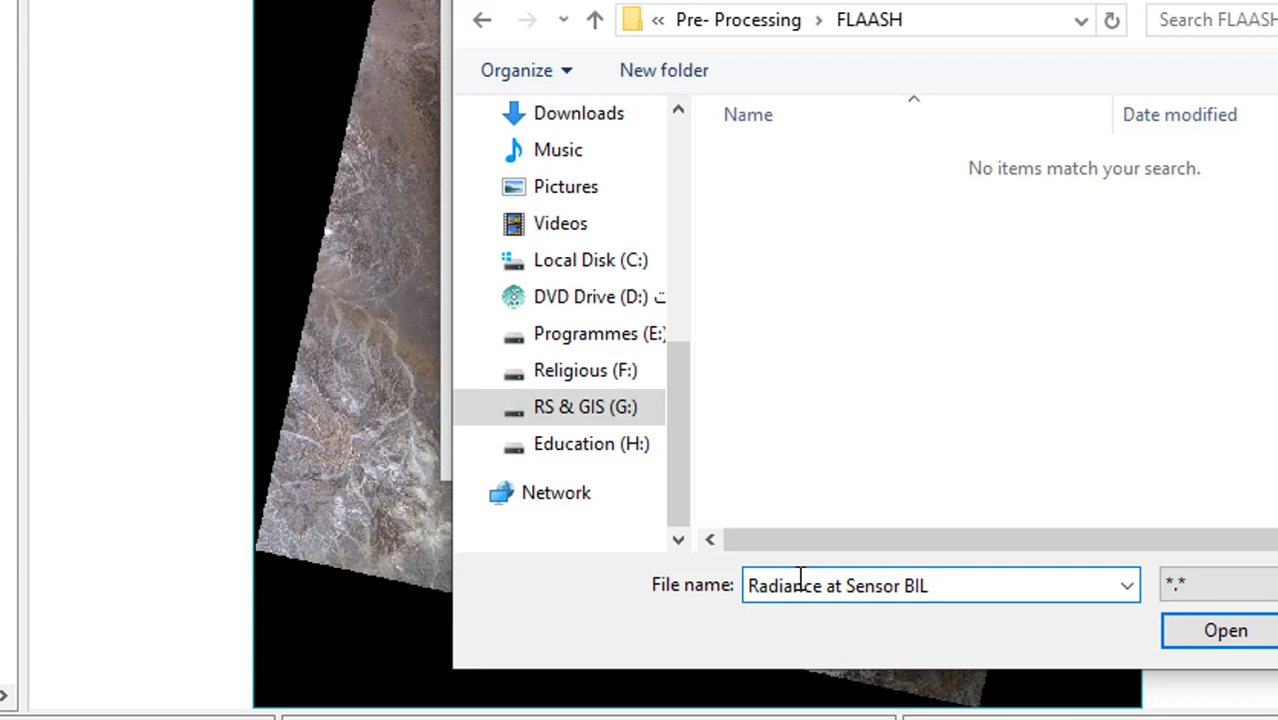 « Pre- Processing › FLAASH
Search FLAASH
Organize
New folder
Name
Date modified
Downloads
Music
Pictures
Videos
Local Disk (C:)
DVD Drive (D:) ت
Programmes (E:)
Religious (F:)
RS & GIS (G:)
Education (H:)
Network
No items match your search.
File name: Radiance at Sensor BIL
*.*
Open